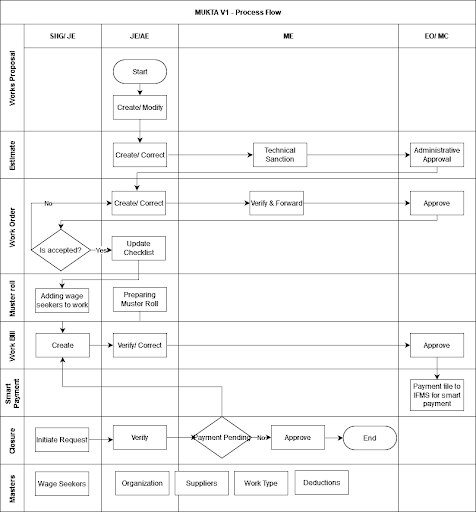 MUKTA V1 - Process Flow
SHG/ JE
JE/AE
ME
EO/ MC
Works Proposal
Start
Create/ Modify
Estimate
Create/ Correct
Technical
Sanction
Administrative
Approval
Work Order
No
Create/ Correct
Verify & Forward
Approve
Is accepted?
Yes
Update
Checklist
Muster roll
Adding wage
seekers to work
Preparing
Muster Roll
Work Bill
Create
Verify/ Correct
Approve
Smart
Payment
Payment file to
IFMS for smart
payment
Closure
Initiate Request
Verify
Payment Pending
No
Approve
End
Masters
Wage Seekers
Organization
Suppliers
Work Type
Deductions